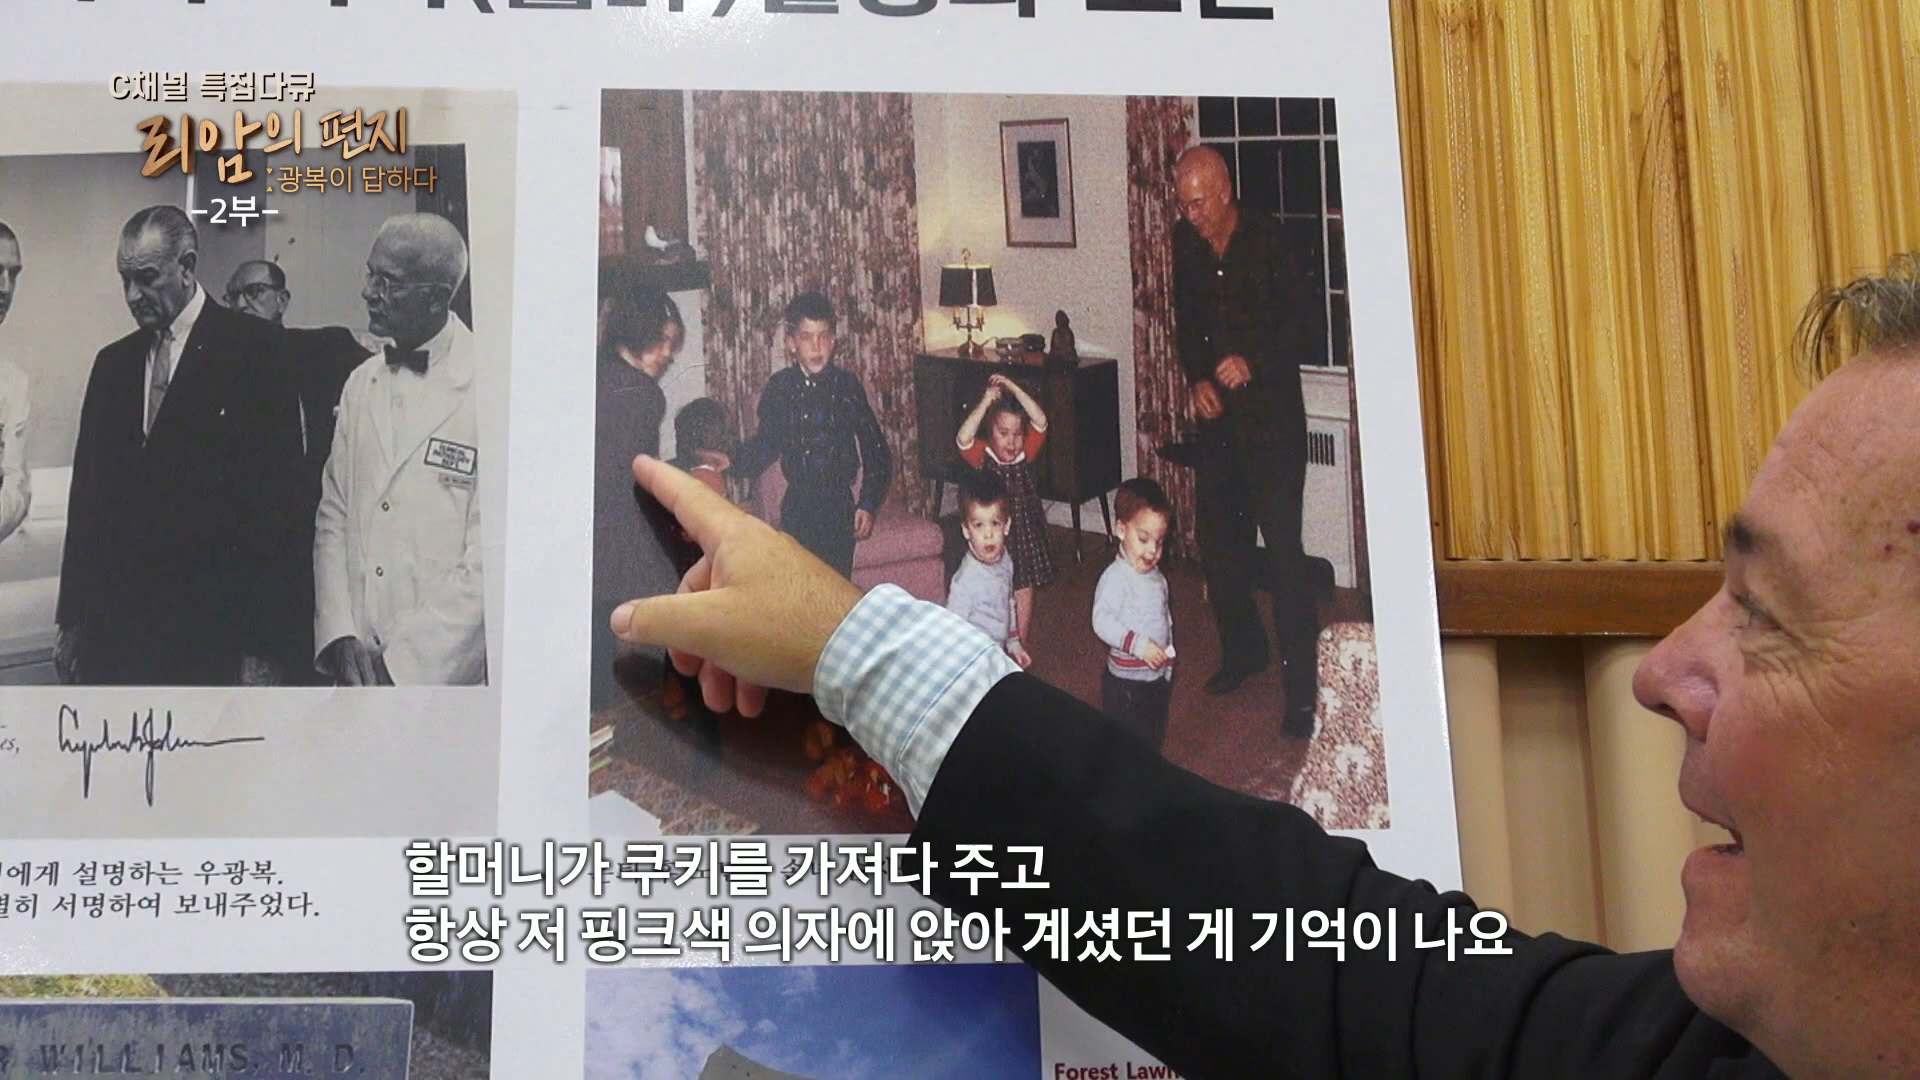 C채널 특집다큐
리암의 편지
:광복이 답하다
-2부-
에게 설명하는 우광복.
서명하여 보내주었다.
할머니가 쿠키를 가져다 주고
항상 저 핑크색 의자에 앉아 계셨던 게 기억이 나요
WILLIAMS, M. D.
Forest